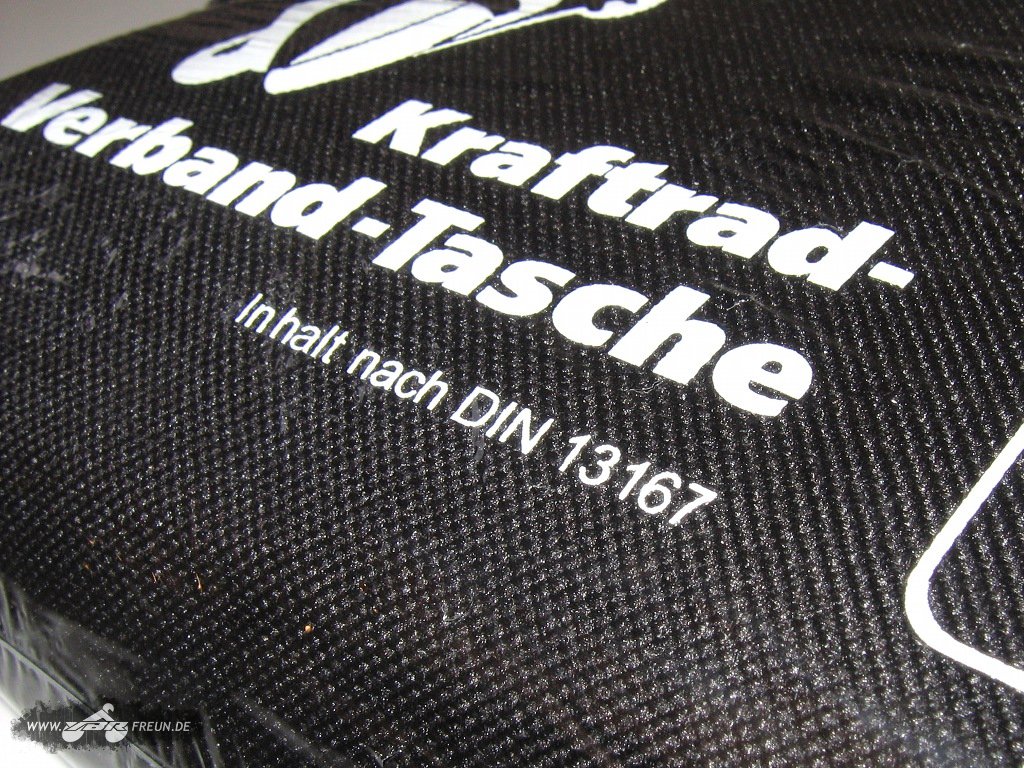 Kraftrad-
Verband-Tasche
Inhalt nach DIN 13167
WWW.
FREUN.DE